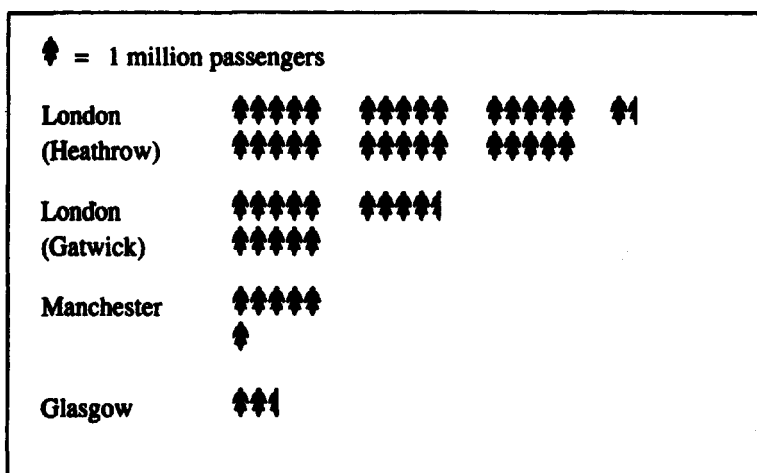 = 1 million passengers
London
(Heathrow)
London
(Gatwick)
Manchester
Glasgow